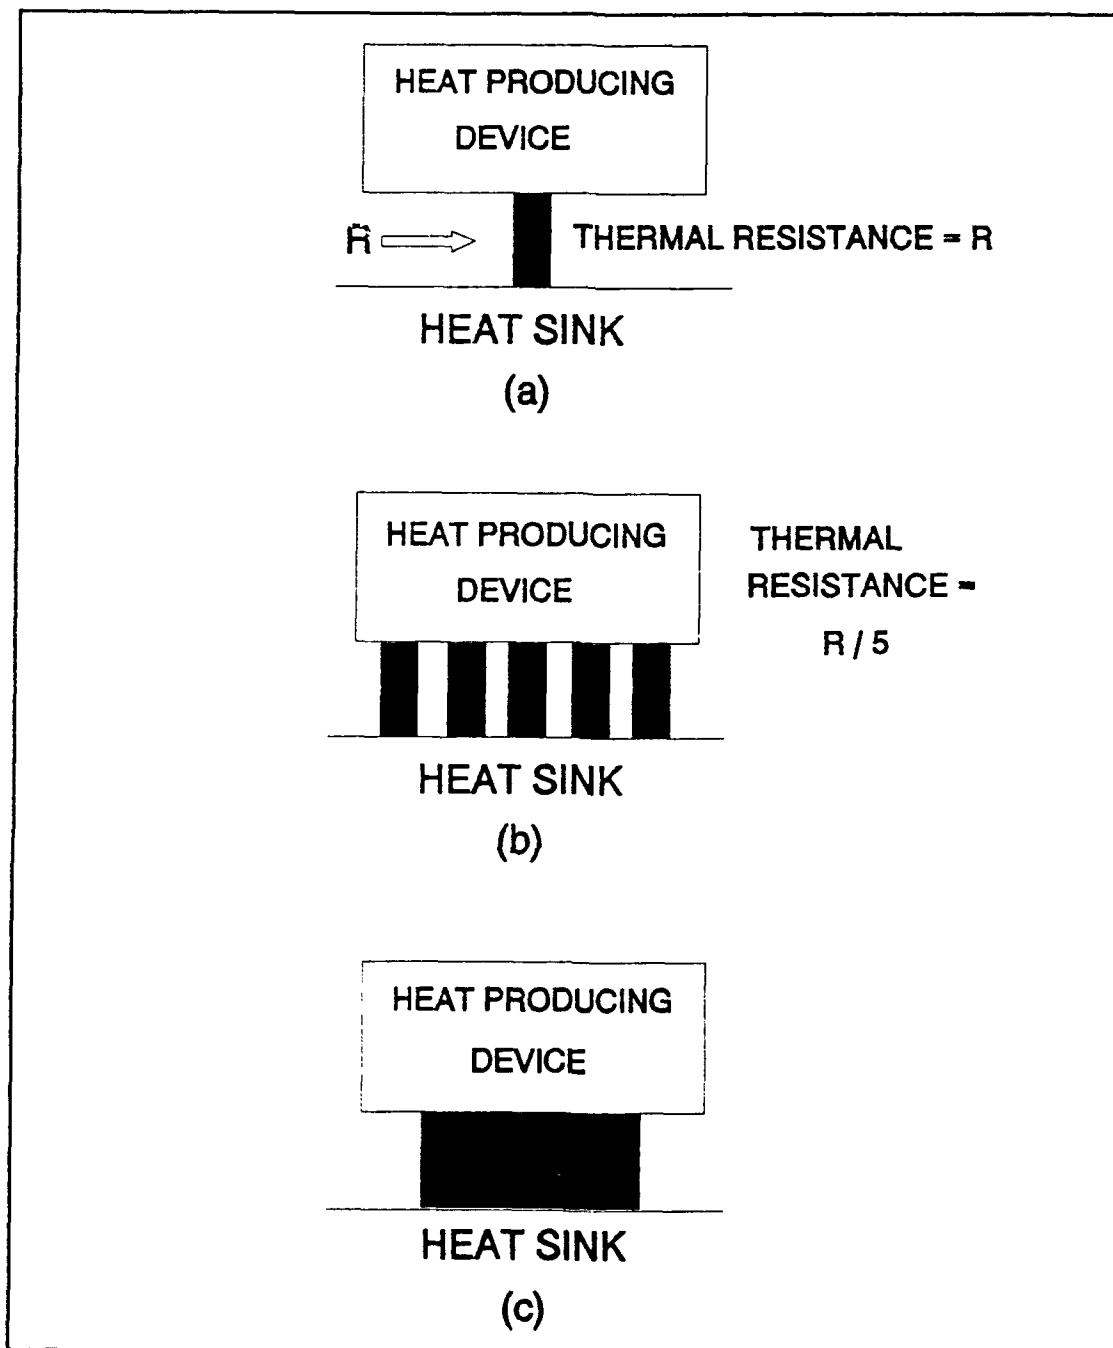 HEAT PRODUCING
DEVICE
R
THERMAL RESISTANCE = R
HEAT SINK
(a)
HEAT PRODUCING
DEVICE
THERMAL
RESISTANCE =
R / 5
HEAT SINK
(b)
HEAT PRODUCING
DEVICE
HEAT SINK
(c)